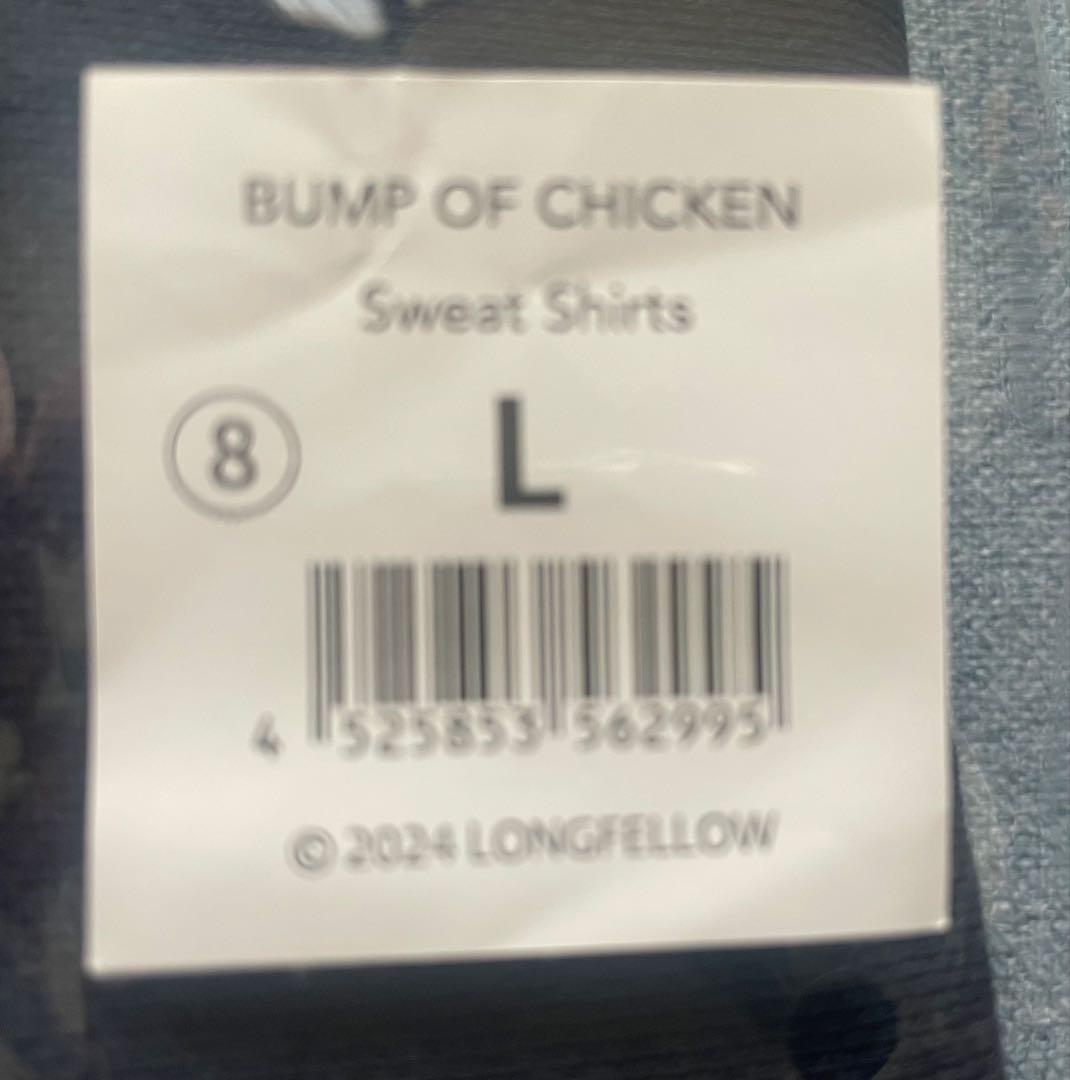 BUMP OF CHICKEN
Sweat Shirts
8 L
4 525853 562995
© 2024 LONGFELLOW